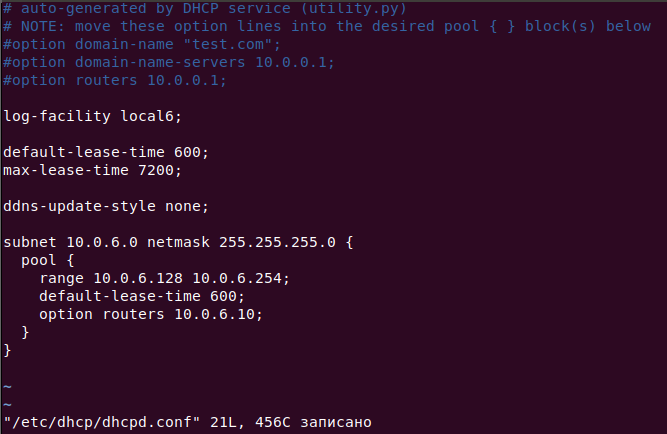 # auto-generated by DHCP service (utility.py)
# NOTE: move these option lines into the desired pool { } block(s) below
#option domain-name "test.com";
#option domain-name-servers 10.0.0.1;
#option routers 10.0.0.1;

log-facility local6;

default-lease-time 600;
max-lease-time 7200;

ddns-update-style none;

subnet 10.0.6.0 netmask 255.255.255.0 {
  pool {
    range 10.0.6.128 10.0.6.254;
    default-lease-time 600;
    option routers 10.0.6.10;
  }
}

~
~
"/etc/dhcp/dhcpd.conf" 21L, 456C записано